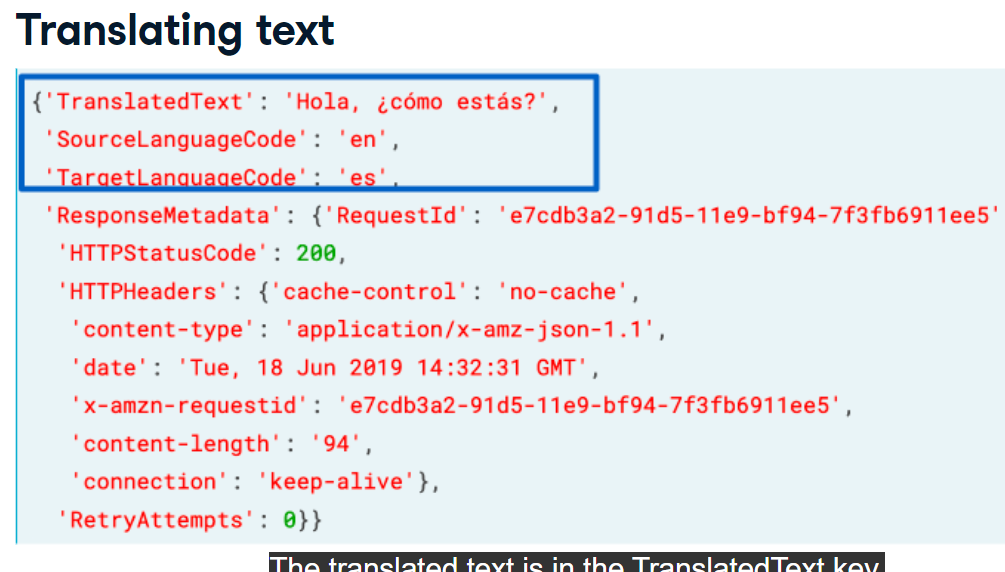 Translating text
{'TranslatedText': 'Hola, ¿cómo estás?',
'SourceLanguageCode': 'en',
'TargetLanguageCode': 'es',
'ResponseMetadata': {'RequestId': 'e7cdb3a2-91d5-11e9-bf94-7f3fb6911ee5'
'HTTPStatusCode': 200,
'HTTPHeaders': {'cache-control': 'no-cache',
'content-type': 'application/x-amz-json-1.1',
'date': 'Tue, 18 Jun 2019 14:32:31 GMT',
'x-amzn-requestid': 'e7cdb3a2-91d5-11e9-bf94-7f3fb6911ee5',
'content-length': '94',
'connection': 'keep-alive'},
'RetryAttempts': 0}}
The translated text is in the TranslatedText key.